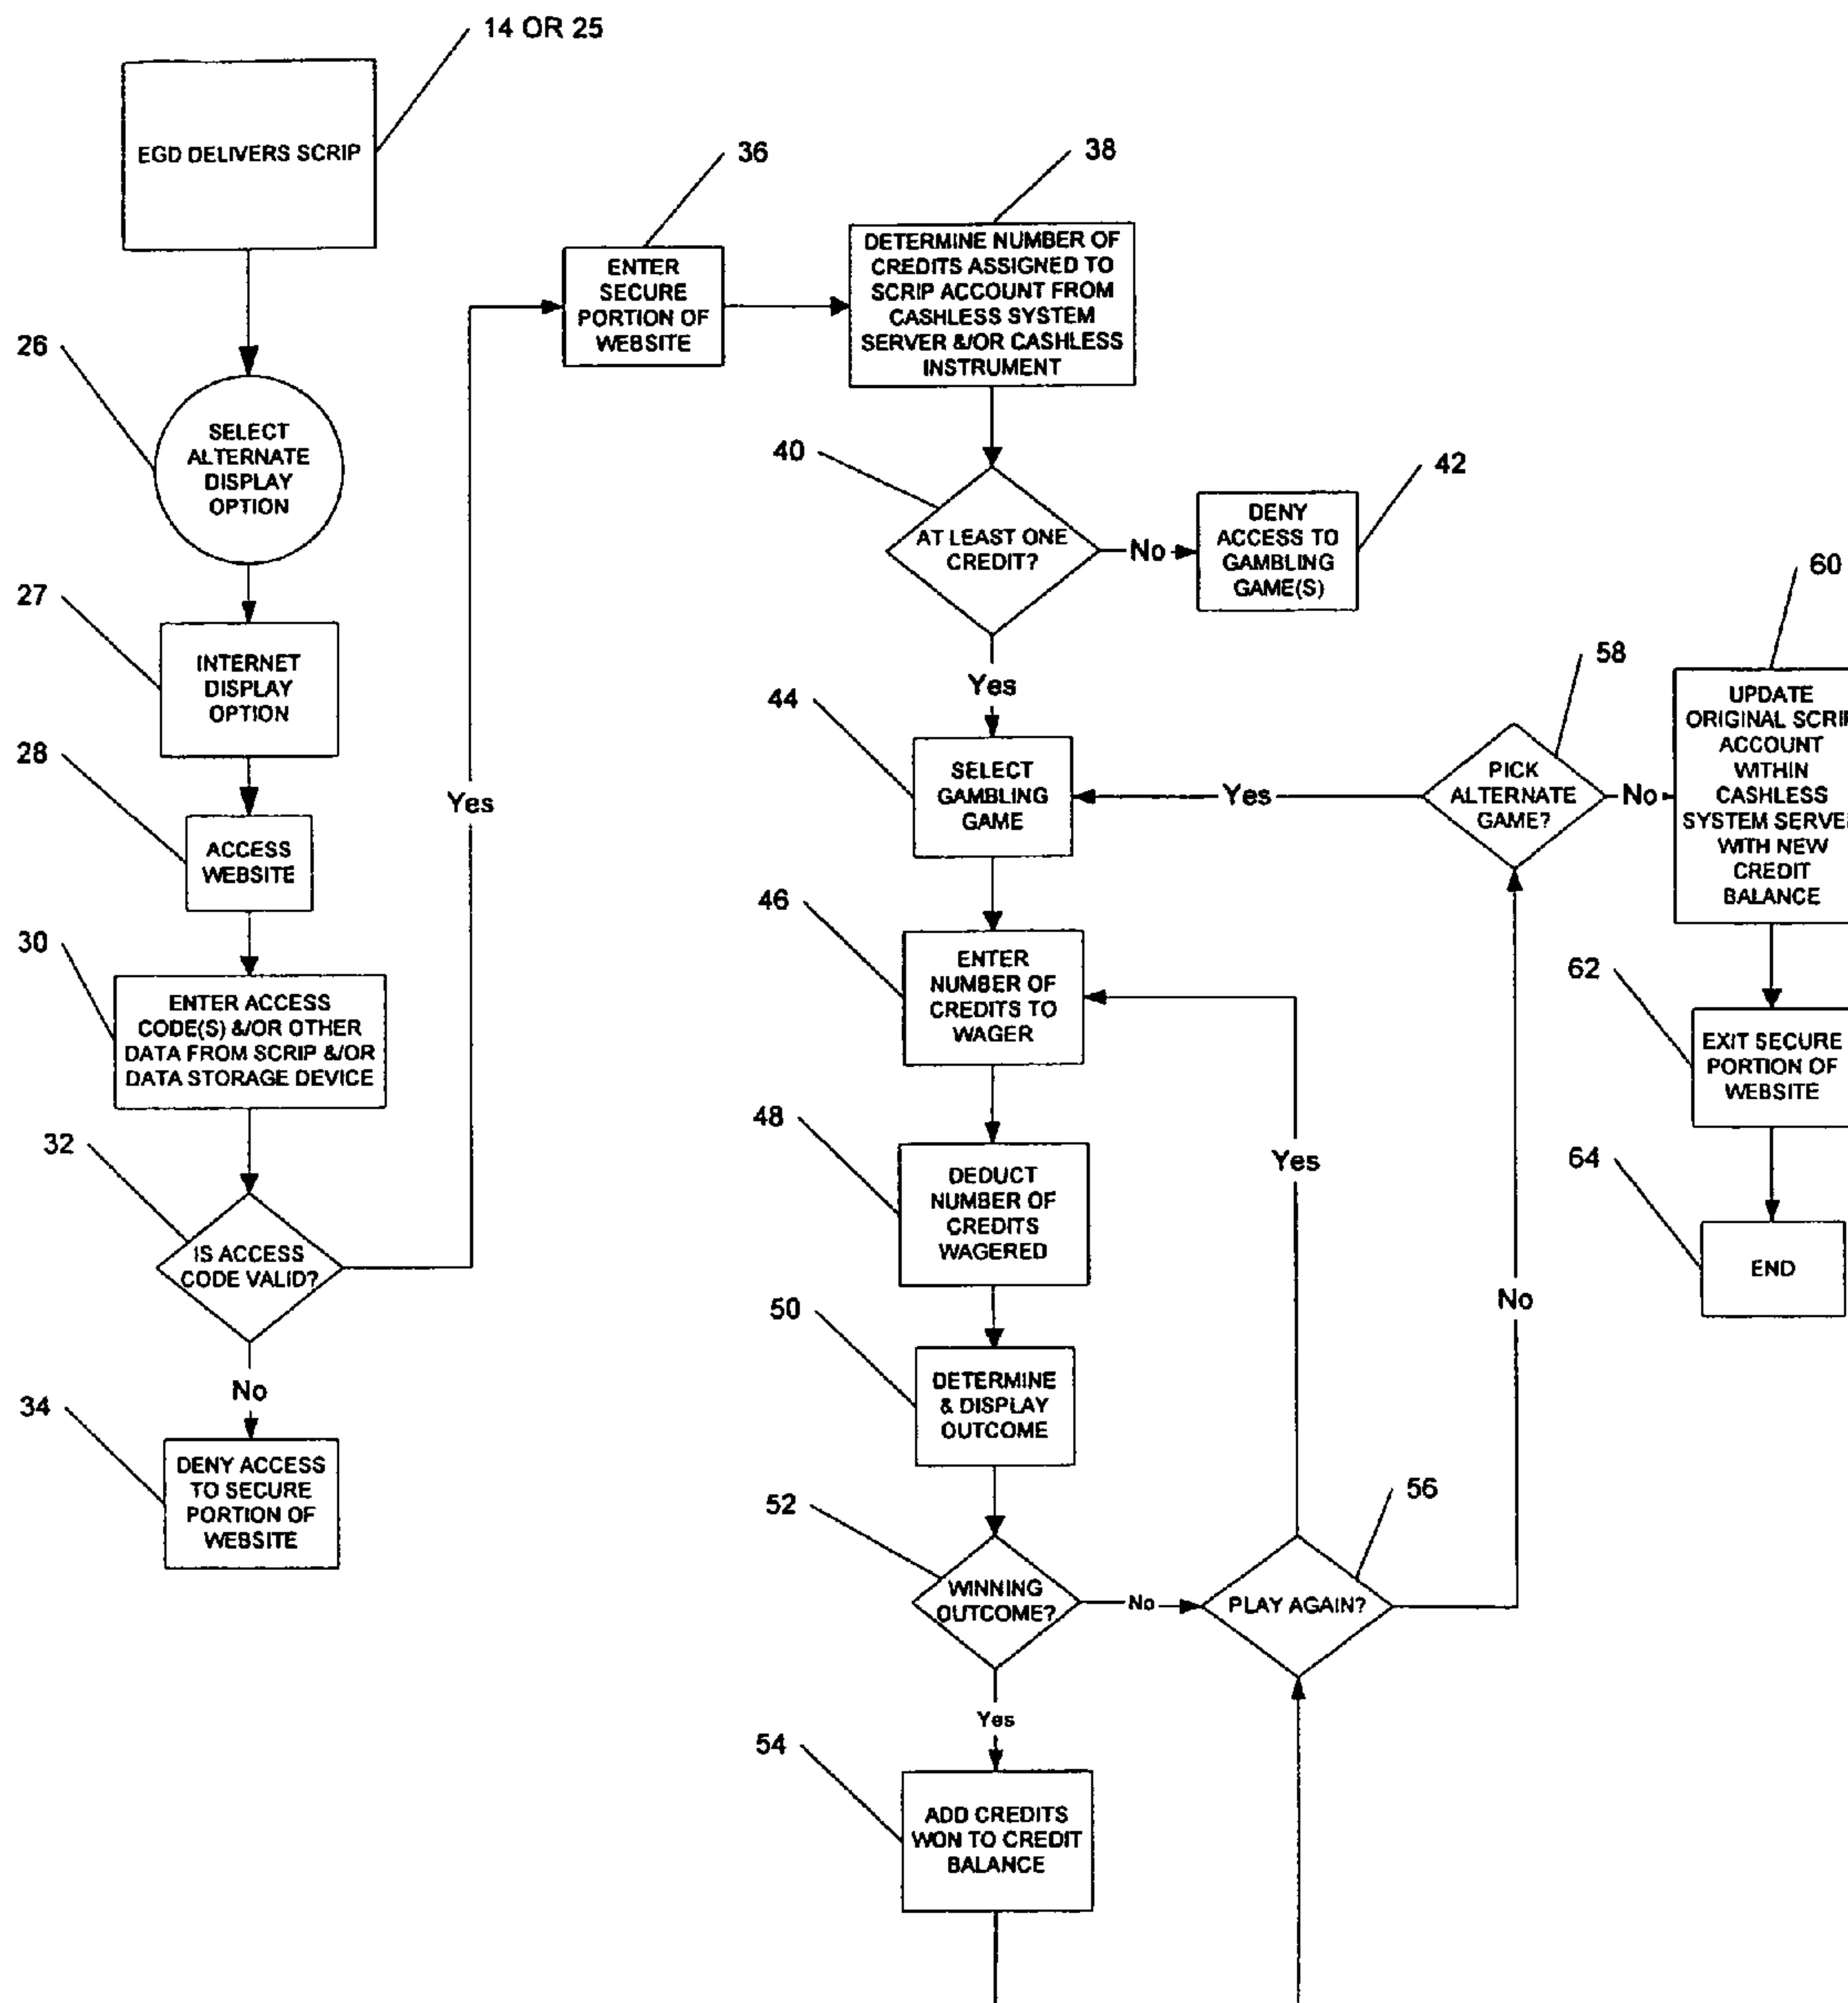 14 OR 25
EGD DELIVERS SCRIP
26
SELECT
ALTERNATE
DISPLAY
OPTION
27
INTERNET
DISPLAY
OPTION
28
ACCESS
WEBSITE
30
ENTER ACCESS
CODE(S) &/OR OTHER
DATA FROM SCRIP &/OR
DATA STORAGE DEVICE
32
IS ACCESS
CODE VALID?
Yes
No
34
DENY ACCESS
TO SECURE
PORTION OF
WEBSITE
36
ENTER
SECURE
PORTION OF
WEBSITE
38
DETERMINE NUMBER OF
CREDITS ASSIGNED TO
SCRIP ACCOUNT FROM
CASHLESS SYSTEM
SERVER &/OR CASHLESS
INSTRUMENT
40
AT LEAST ONE
CREDIT?
No
42
DENY
ACCESS TO
GAMBLING
GAME(S)
Yes
44
SELECT
GAMBLING
GAME
46
ENTER
NUMBER OF
CREDITS TO
WAGER
48
DEDUCT
NUMBER OF
CREDITS
WAGERED
50
DETERMINE
& DISPLAY
OUTCOME
52
WINNING
OUTCOME?
No
Yes
54
ADD CREDITS
WON TO CREDIT
BALANCE
56
PLAY AGAIN?
Yes
No
58
PICK
ALTERNATE
GAME?
Yes
No
60
UPDATE
ORIGINAL SCRIP
ACCOUNT
WITHIN
CASHLESS
SYSTEM SERVER
WITH NEW
CREDIT
BALANCE
62
EXIT SECURE
PORTION OF
WEBSITE
64
END